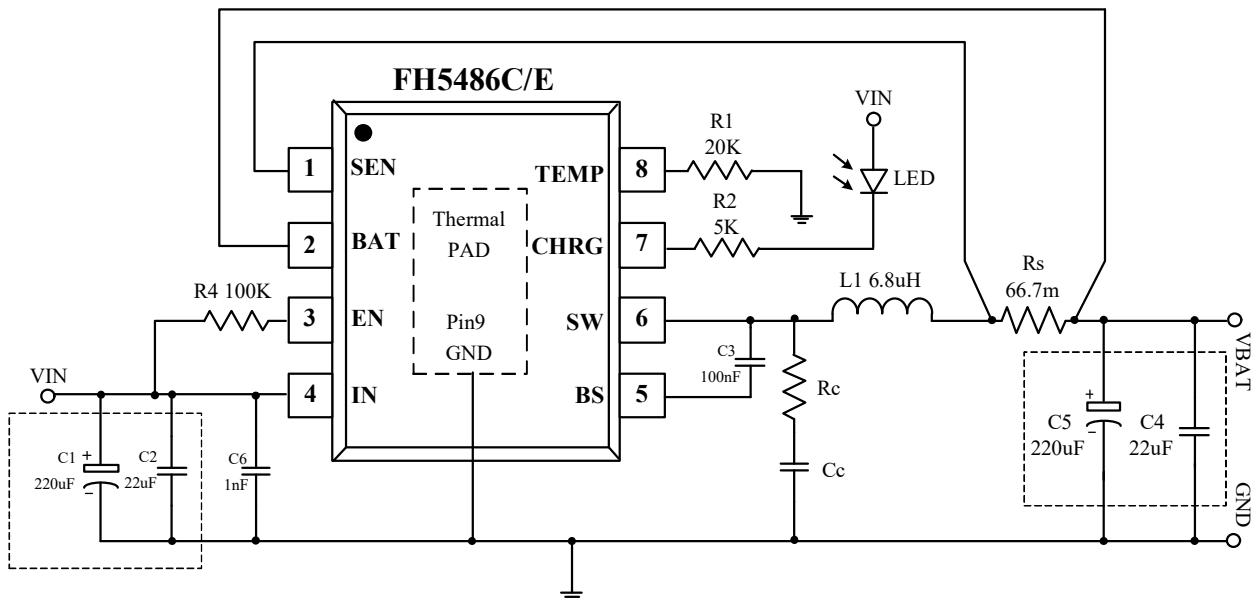 FH5486C/E
1
SEN
2
BAT
3
EN
4
IN
TEMP
8
CHRG
7
SW
6
BS
5
Thermal
PAD
Pin9
GND
R1
20K
R2
5K
VIN
LED
R4 100K
VIN
L1 6.8uH
Rs
66.7m
C3
100nF
Rc
Cc
+
C1
220uF
−
C2
22uF
C6
1nF
+
C5
220uF
−
C4
22uF
VBAT
GND